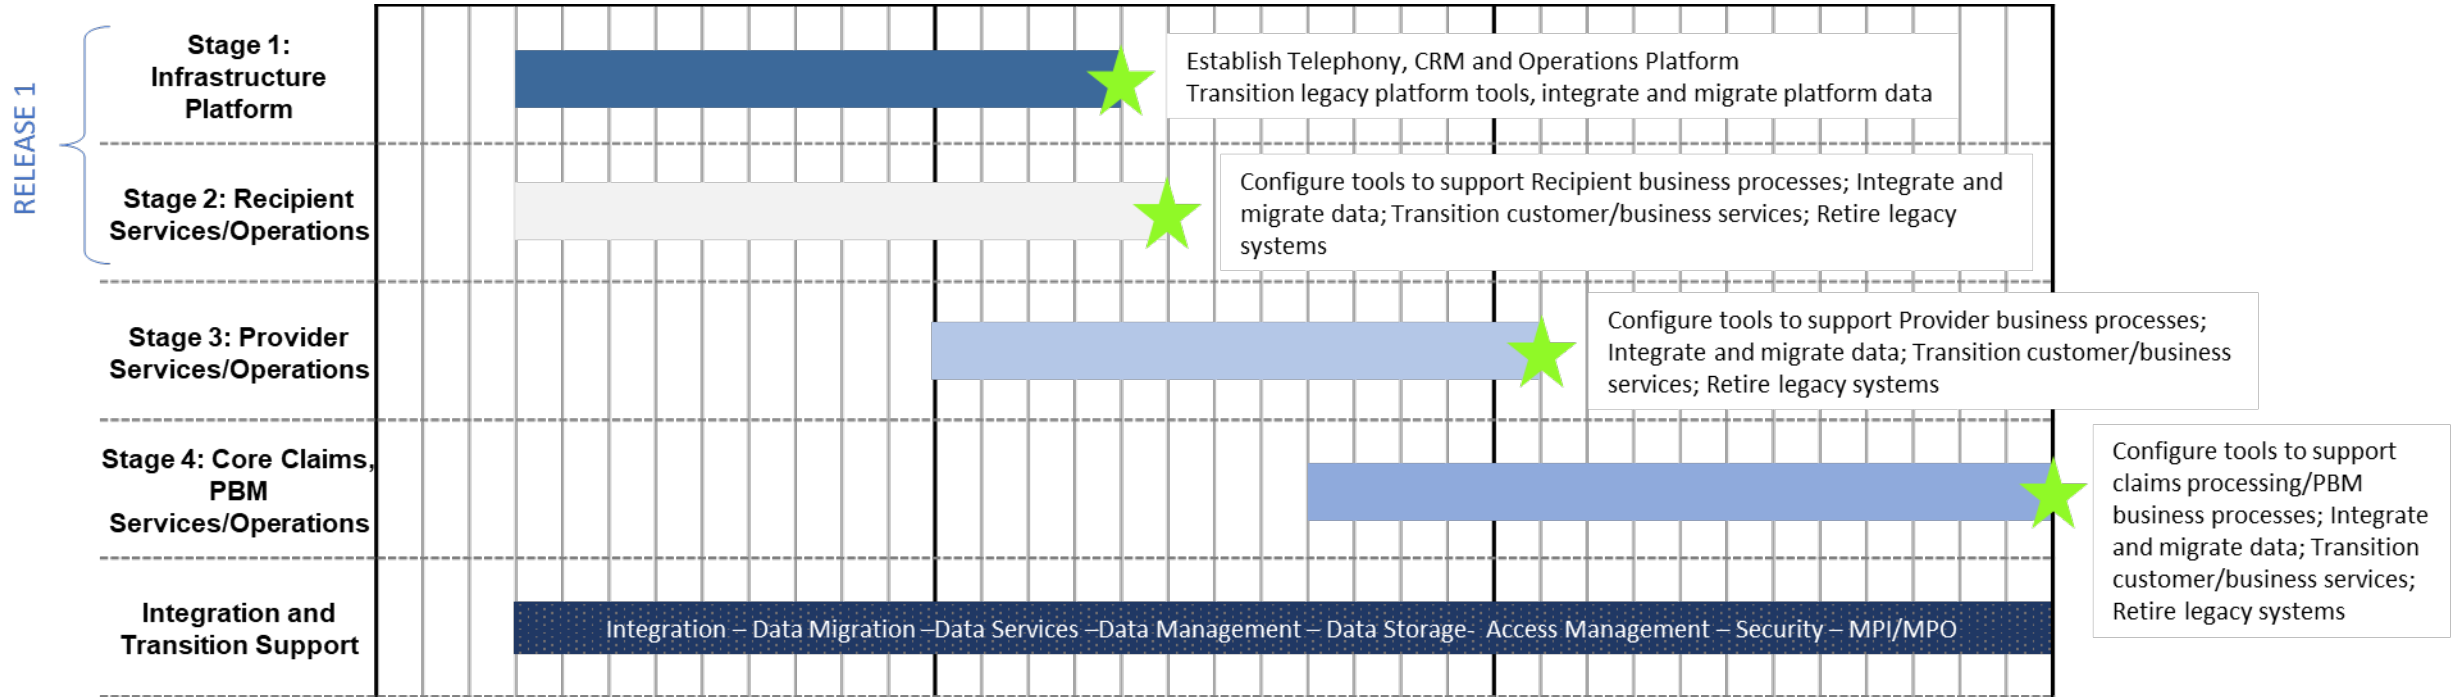 RELEASE 1
Stage 1:
Infrastructure
Platform
Establish Telephony, CRM and Operations Platform
Transition legacy platform tools, integrate and migrate platform data
Stage 2: Recipient
Services/Operations
Configure tools to support Recipient business processes; Integrate and
migrate data; Transition customer/business services; Retire legacy
systems
Stage 3: Provider
Services/Operations
Configure tools to support Provider business processes;
Integrate and migrate data; Transition customer/business
services; Retire legacy systems
Stage 4: Core Claims,
PBM
Services/Operations
Configure tools to support
claims processing/PBM
business processes; Integrate
and migrate data; Transition
customer/business services;
Retire legacy systems
Integration and
Transition Support
Integration – Data Migration –Data Services –Data Management – Data Storage- Access Management – Security – MPI/MPO